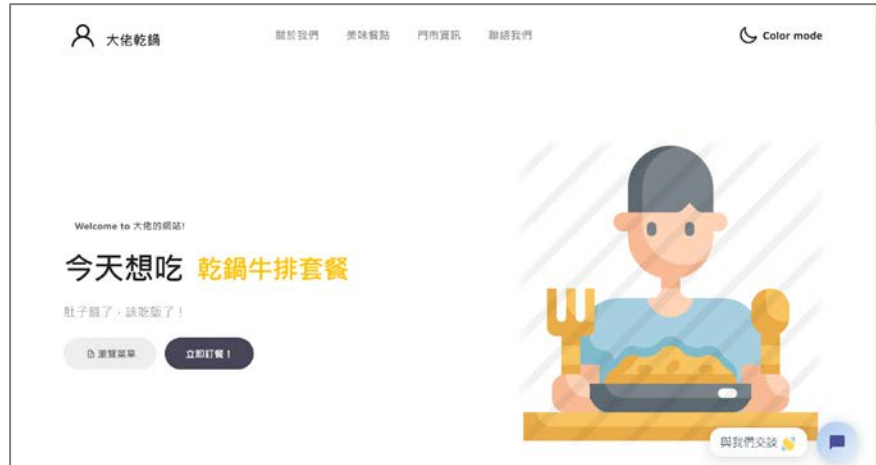 大佬乾鍋
關於我們 美味餐點 門市資訊 聯絡我們
Color mode
Welcome to 大佬的網站!
今天想吃 乾鍋牛排套餐
肚子餓了，該吃飯了！
瀏覽菜單 立即訂餐！
與我們交談 👋